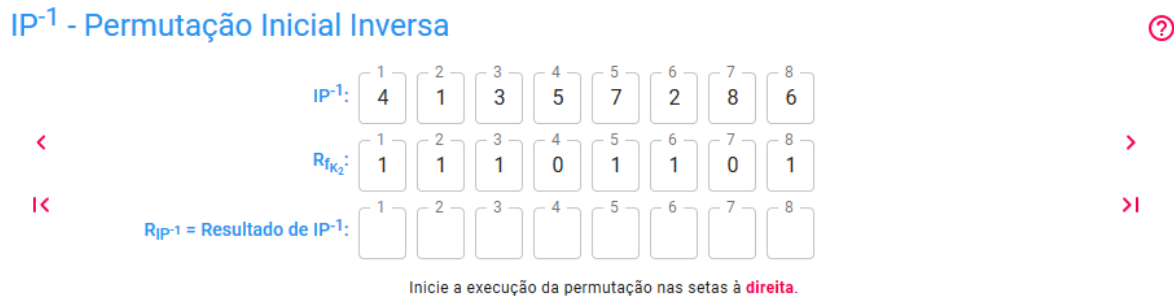 IP-1 - Permutação Inicial Inversa
1 2 3 4 5 6 7 8
IP-1: 4 1 3 5 7 2 8 6
1 2 3 4 5 6 7 8
RfK2: 1 1 1 0 1 1 0 1
1 2 3 4 5 6 7 8
RIP-1 = Resultado de IP-1:
Inicie a execução da permutação nas setas à direita.